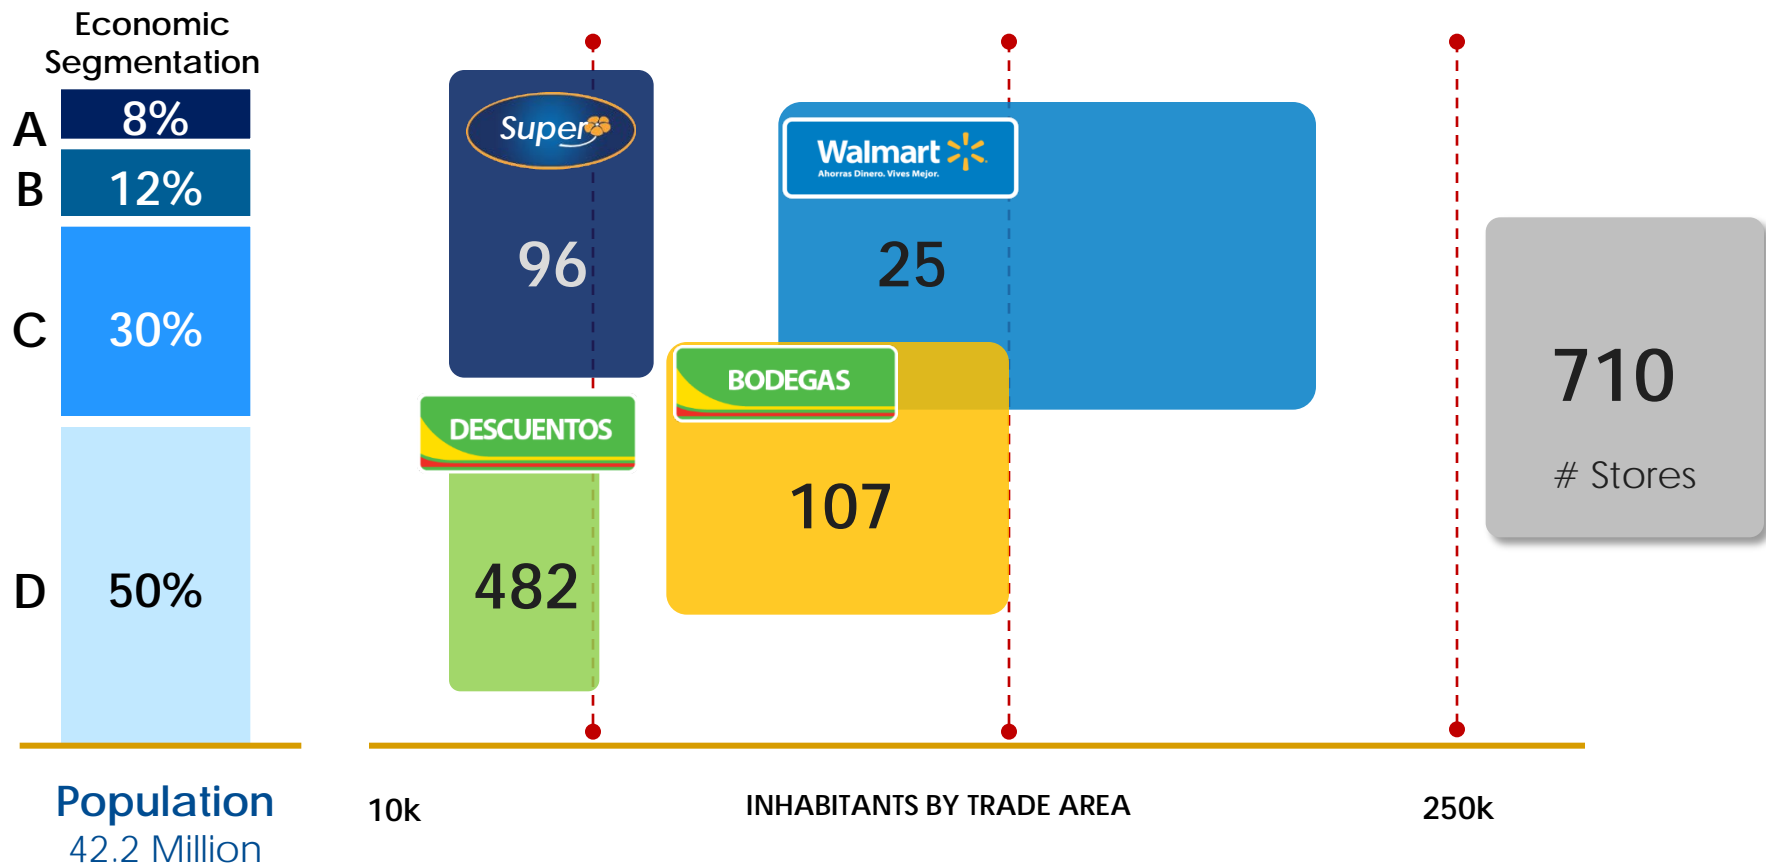 Economic
Segmentation
A
8%
B
12%
C
30%
D
50%
Population
42.2 Million
Super
96
Walmart
Ahorras Dinero. Vives Mejor.
25
DESCUENTOS
482
BODEGAS
107
710
# Stores
10k
INHABITANTS BY TRADE AREA
250k